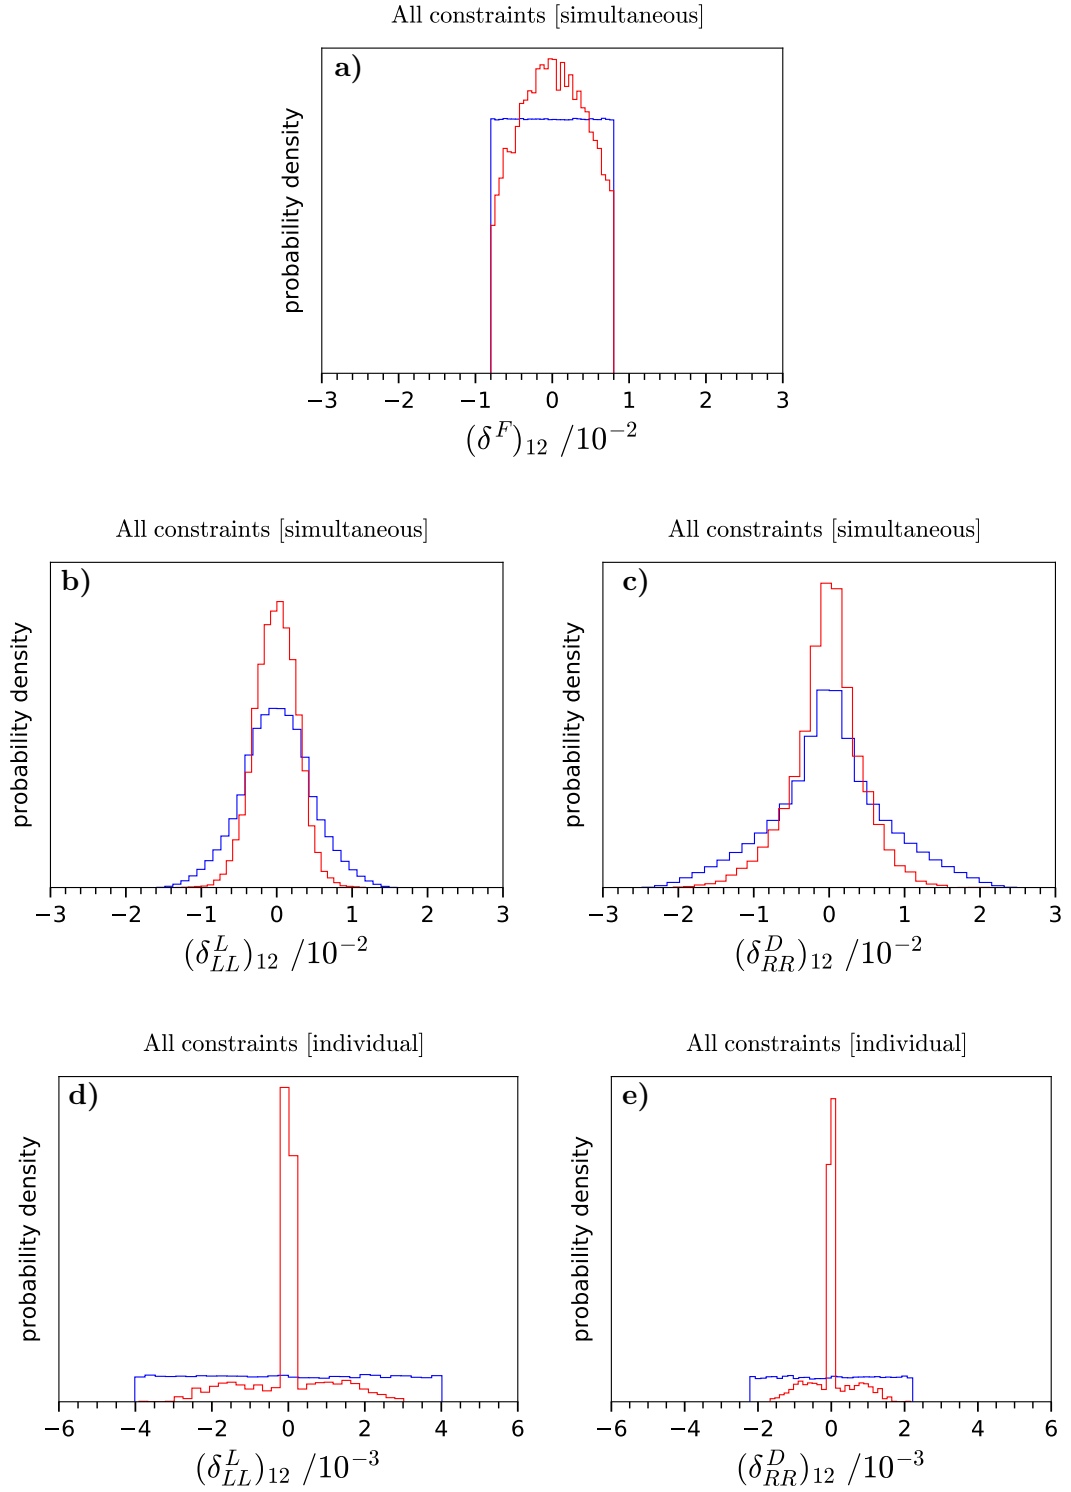 All constraints [simultaneous]
a)
probability density
−3 −2 −1 0 1 2 3
(δ^F)_12 /10^−2
All constraints [simultaneous]
b)
probability density
−3 −2 −1 0 1 2 3
(δ^L_LL)_12 /10^−2
All constraints [simultaneous]
c)
probability density
−3 −2 −1 0 1 2 3
(δ^D_RR)_12 /10^−2
All constraints [individual]
d)
probability density
−6 −4 −2 0 2 4 6
(δ^L_LL)_12 /10^−3
All constraints [individual]
e)
probability density
−6 −4 −2 0 2 4 6
(δ^D_RR)_12 /10^−3